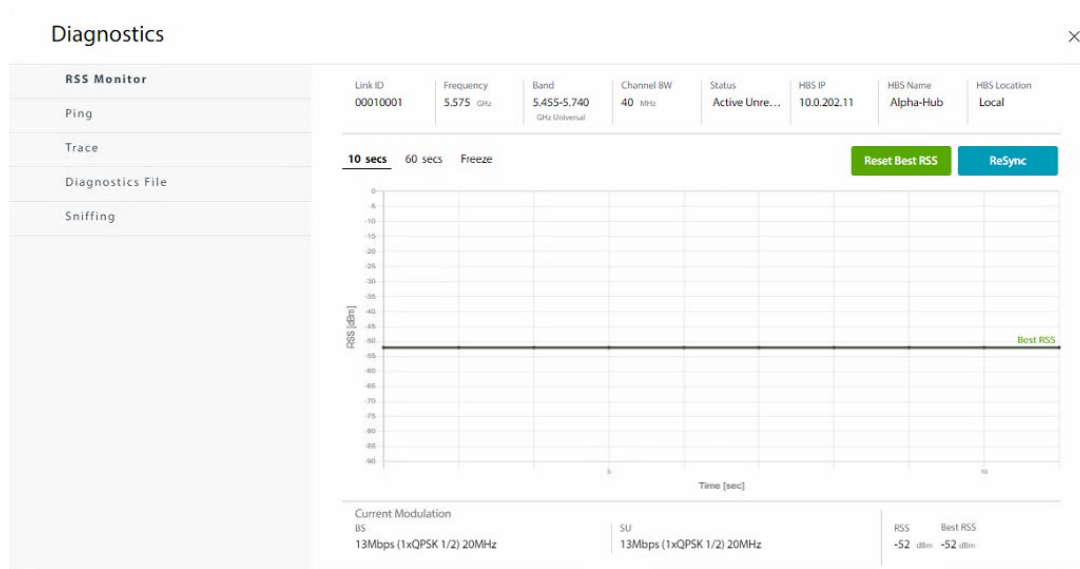 Diagnostics
RSS Monitor
Ping
Trace
Diagnostics File
Sniffing
Link ID Frequency Band Channel BW Status HBS IP HBS Name HBS Location
00010001 5.575 GHz 5.455-5.740 40 MHz Active Unre... 10.0.202.11 Alpha-Hub Local
GHz Universal
10 secs 60 secs Freeze Reset Best RSS ReSync
0
-5
-10
-15
-20
-25
-30
-35
-40
-45
-50
-55
-60
-65
-70
-75
-80
-85
-90
RSS [dBm]
Best RSS
5 10
Time [sec]
Current Modulation
BS SU RSS Best RSS
13Mbps (1xQPSK 1/2) 20MHz 13Mbps (1xQPSK 1/2) 20MHz -52 dBm -52 dBm